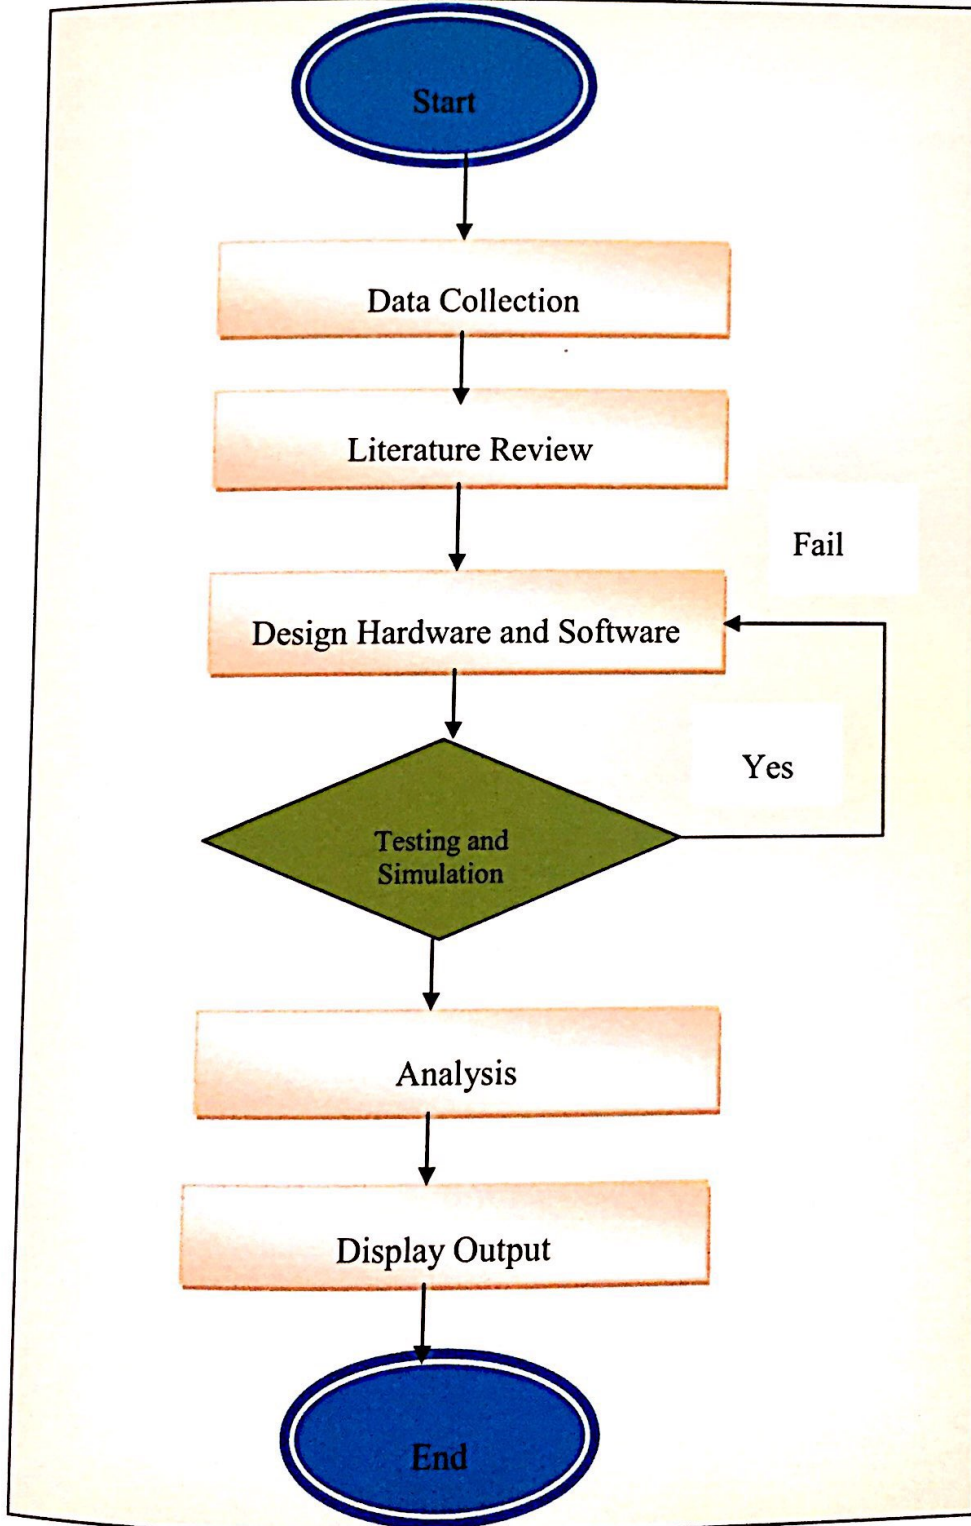 Start
Data Collection
Literature Review
Fail
Design Hardware and Software
Yes
Testing and
Simulation
Analysis
Display Output
End